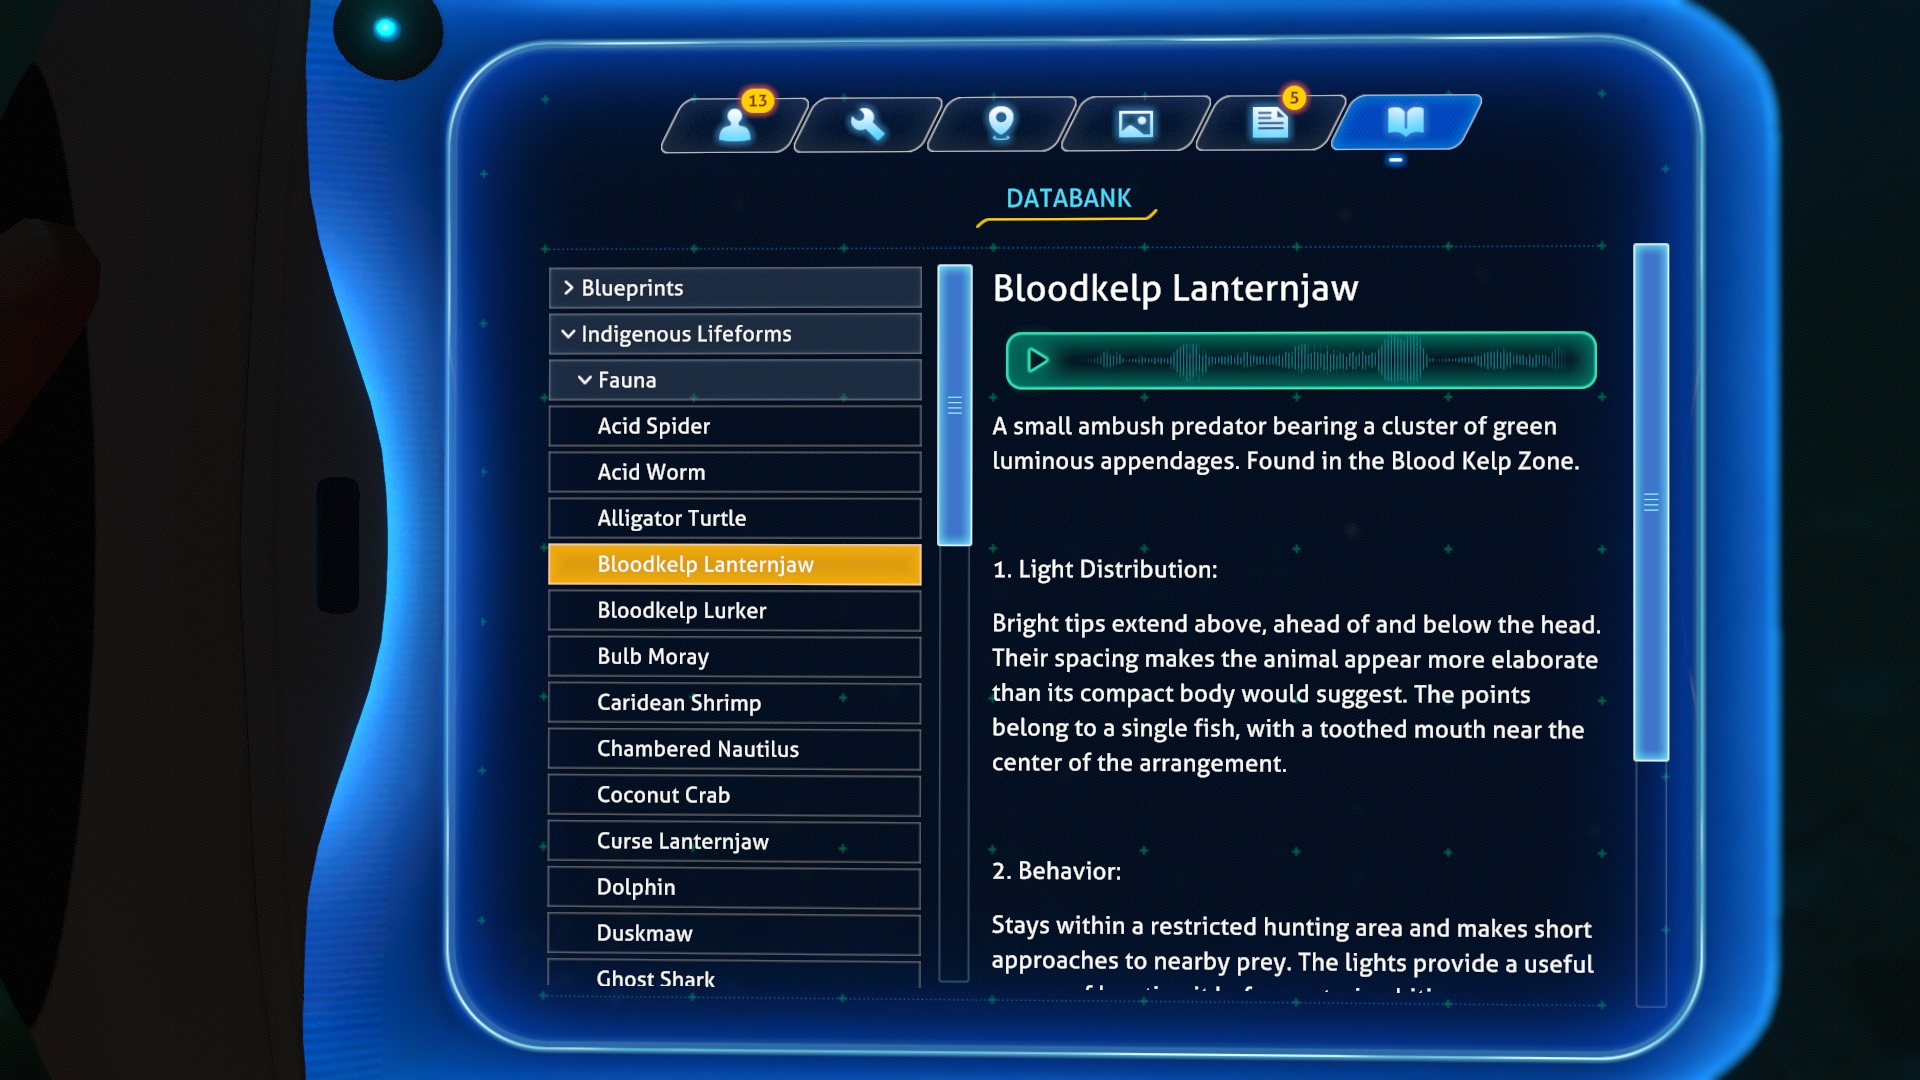 13
5
DATABANK
Blueprints
Indigenous Lifeforms
Fauna
Acid Spider
Acid Worm
Alligator Turtle
Bloodkelp Lanternjaw
Bloodkelp Lurker
Bulb Moray
Caridean Shrimp
Chambered Nautilus
Coconut Crab
Curse Lanternjaw
Dolphin
Duskmaw
Ghost Shark
Bloodkelp Lanternjaw
A small ambush predator bearing a cluster of green
luminous appendages. Found in the Blood Kelp Zone.
1. Light Distribution:
Bright tips extend above, ahead of and below the head.
Their spacing makes the animal appear more elaborate
than its compact body would suggest. The points
belong to a single fish, with a toothed mouth near the
center of the arrangement.
2. Behavior:
Stays within a restricted hunting area and makes short
approaches to nearby prey. The lights provide a useful